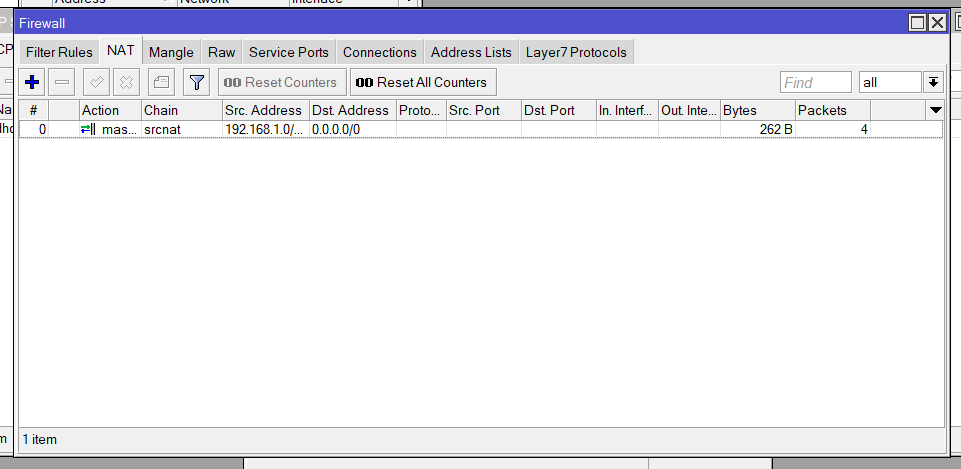 Address Network Interface
Firewall
Filter Rules NAT Mangle Raw Service Ports Connections Address Lists Layer7 Protocols
00 Reset Counters 00 Reset All Counters Find all
# Action Chain Src. Address Dst. Address Proto... Src. Port Dst. Port In. Interf... Out. Inte... Bytes Packets
0 mas... srcnat 192.168.1.0/... 0.0.0.0/0 262 B 4
1 item